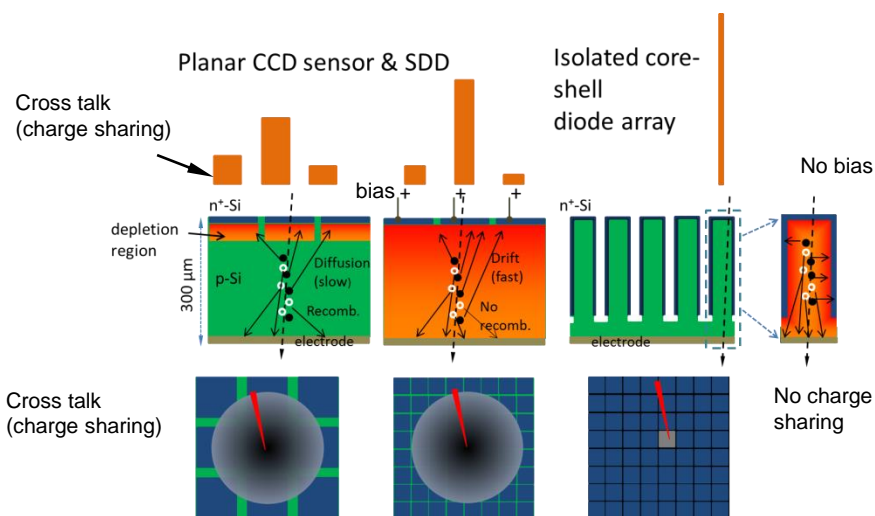 Planar CCD sensor & SDD
Isolated core-
shell
diode array
Cross talk
(charge sharing)
No bias
bias + + +
n⁺-Si
n⁺-Si
depletion
region
300 µm
p-Si
Diffusion
(slow)
Recomb.
electrode
Drift
(fast)
No
recomb.
electrode
Cross talk
(charge sharing)
No charge
sharing